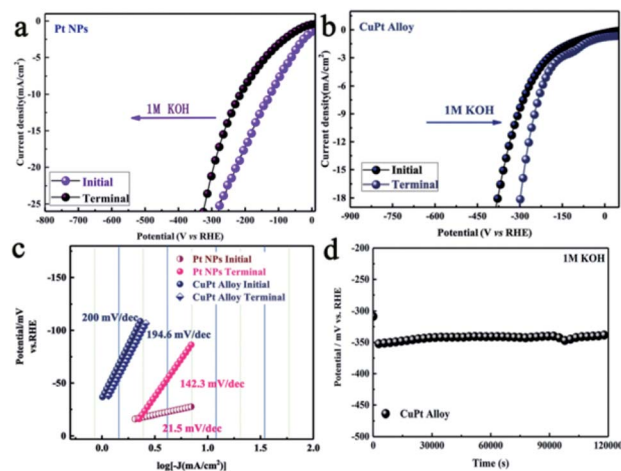 a
Pt NPs
1M KOH
Initial
Terminal
Current density(mA/cm²)
0
-5
-10
-15
-20
-25
-800 -700 -600 -500 -400 -300 -200 -100 0
Potential (V vs RHE)
b
CuPt Alloy
1M KOH
Initial
Terminal
Current density(mA/cm²)
0
-3
-6
-9
-12
-15
-18
-900 -750 -600 -450 -300 -150 0
Potential (V vs RHE)
c
Pt NPs Initial
Pt NPs Terminal
CuPt Alloy Initial
CuPt Alloy Terminal
200 mV/dec
194.6 mV/dec
142.3 mV/dec
21.5 mV/dec
Potential/mV
vs.RHE
-150
-100
-50
0
0.0 0.4 0.8 1.2 1.6 2.0
log[-J(mA/cm²)]
d
1M KOH
CuPt Alloy
Potential / mV vs. RHE
-200
-250
-300
-350
-400
-450
-500
0 30000 60000 90000 120000
Time (s)